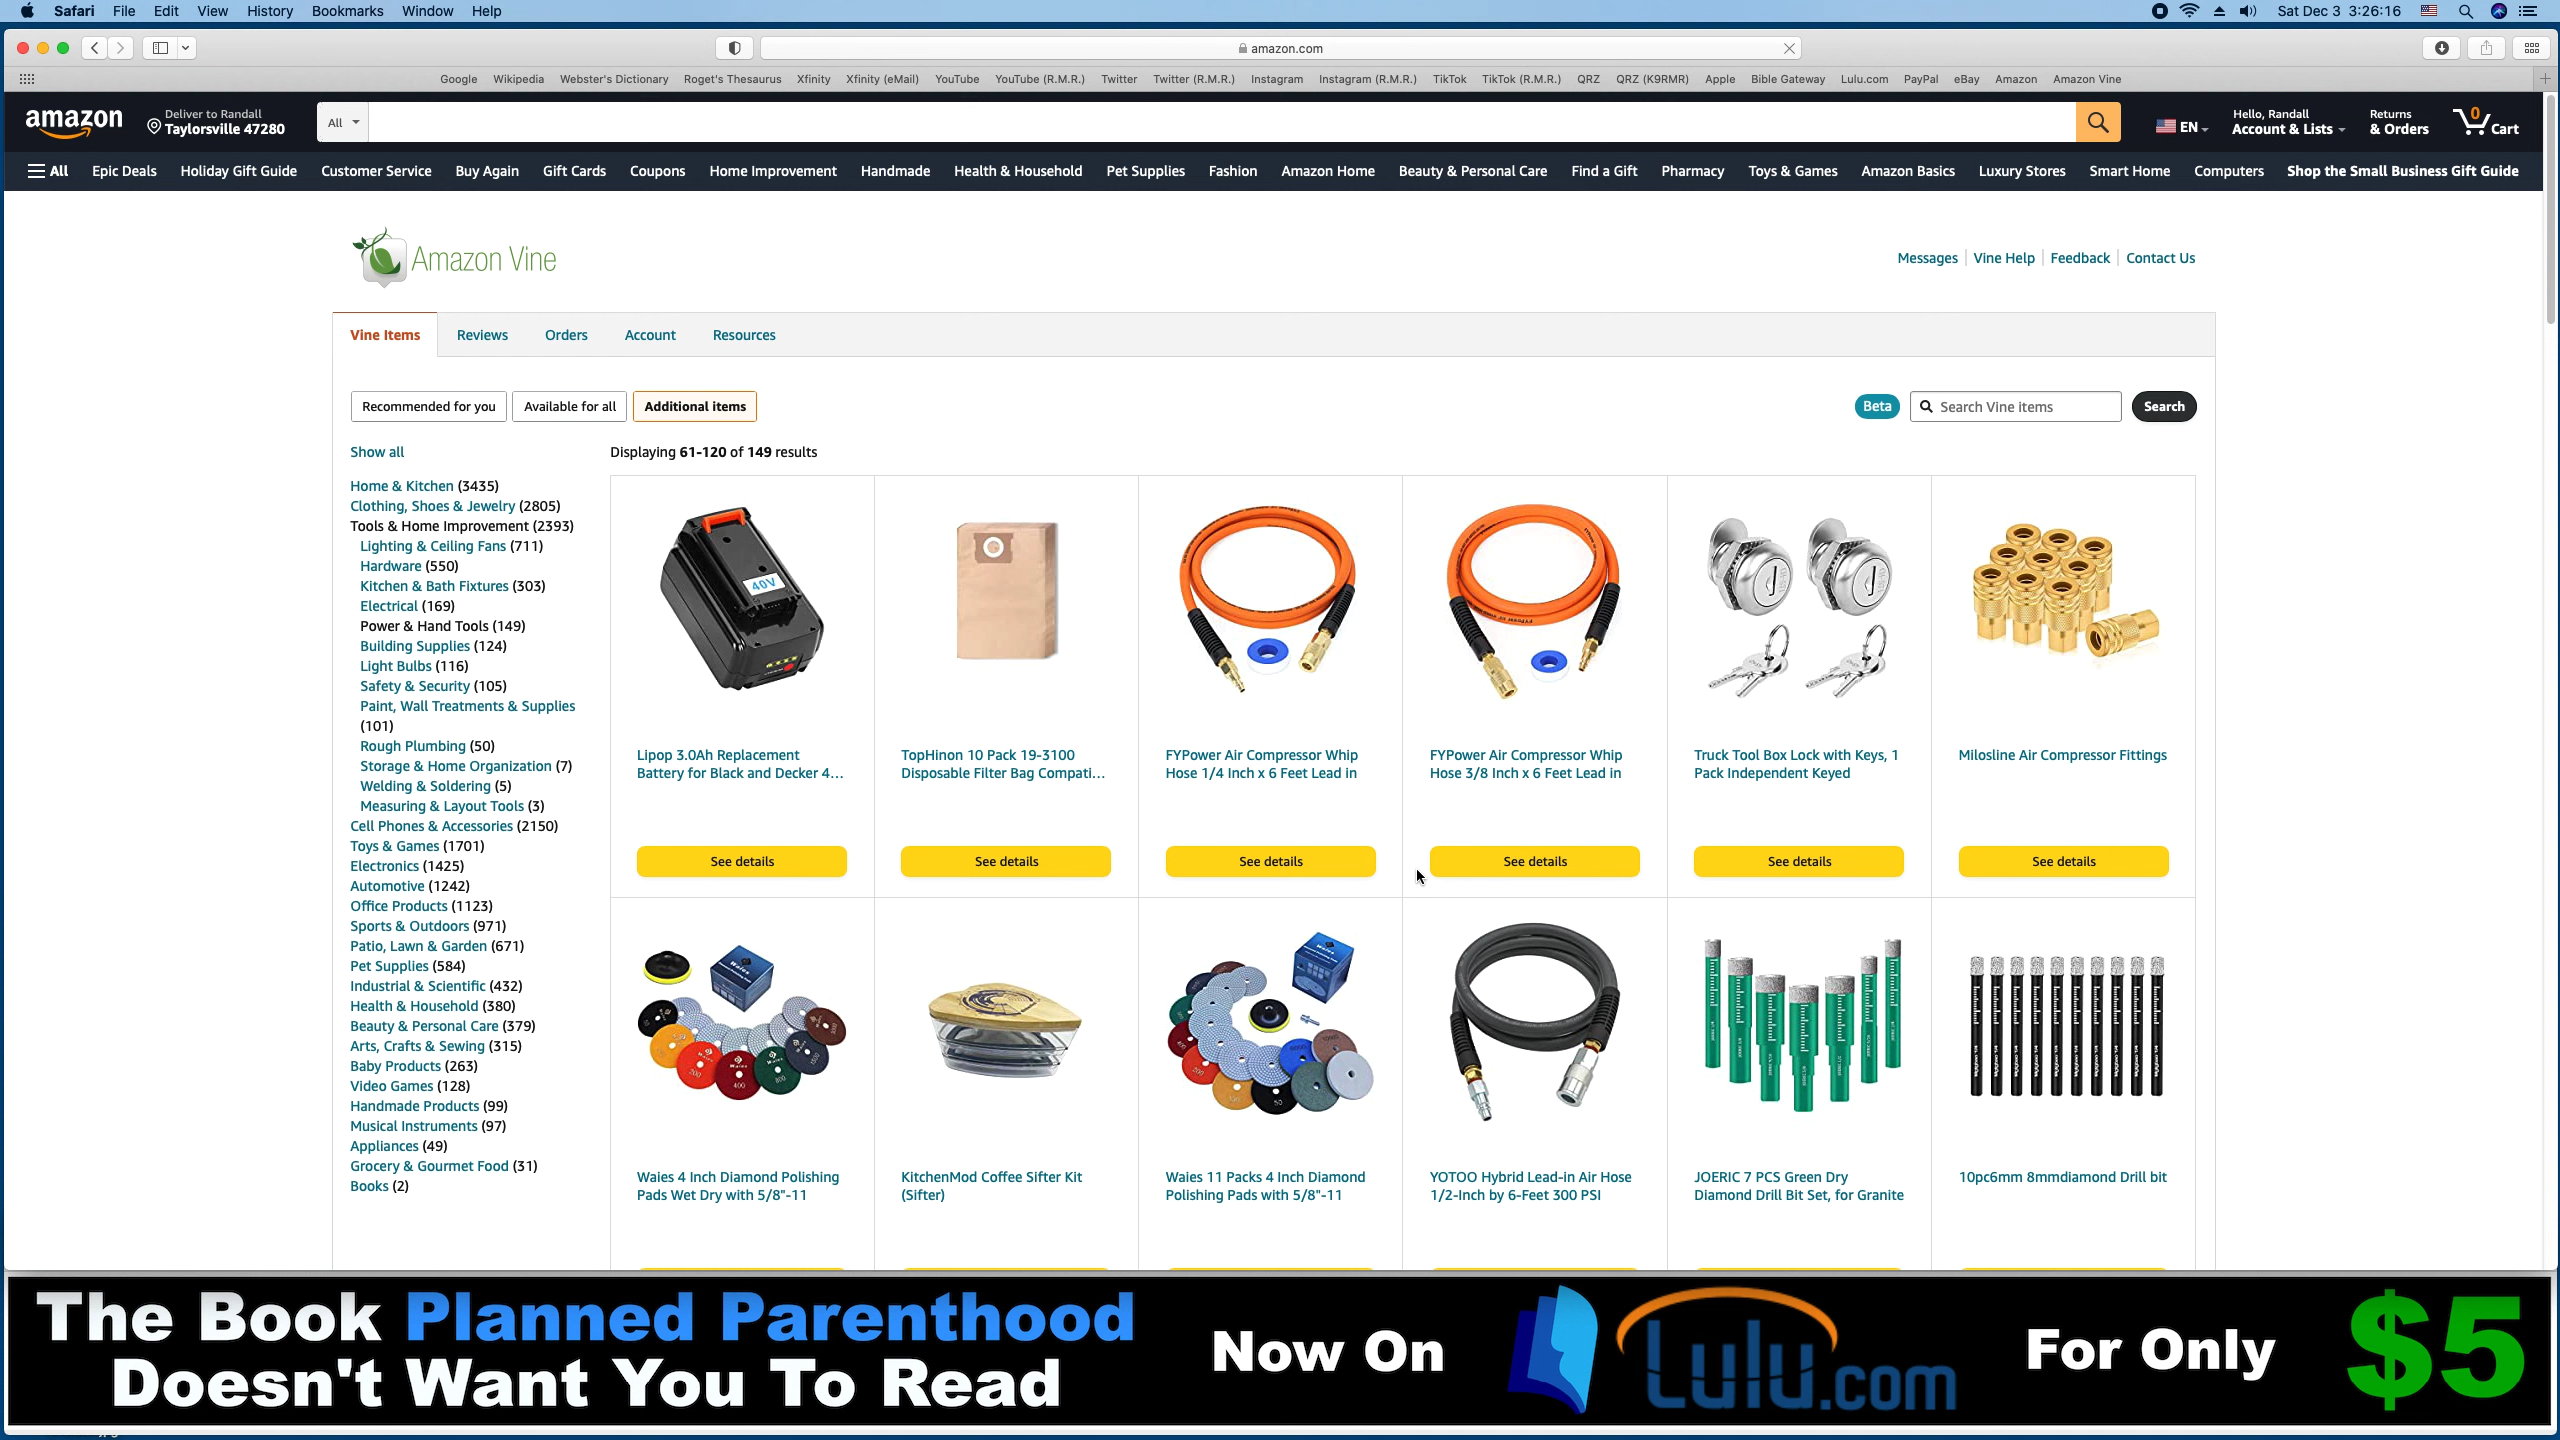 Safari File Edit View History Bookmarks Window Help
Sat Dec 3 3:26:16
amazon.com
Google Wikipedia Webster's Dictionary Roget's Thesaurus Xfinity Xfinity (eMail) YouTube YouTube (R.M.R.) Twitter Twitter (R.M.R.) Instagram Instagram (R.M.R.) TikTok TikTok (R.M.R.) QRZ QRZ (K9RMR) Apple Bible Gateway Lulu.com PayPal eBay Amazon Amazon Vine
amazon
Deliver to Randall
Taylorsville 47280
All
EN
Hello, Randall
Account & Lists
Returns
& Orders
0
Cart
All Epic Deals Holiday Gift Guide Customer Service Buy Again Gift Cards Coupons Home Improvement Handmade Health & Household Pet Supplies Fashion Amazon Home Beauty & Personal Care Find a Gift Pharmacy Toys & Games Amazon Basics Luxury Stores Smart Home Computers Shop the Small Business Gift Guide
Amazon Vine
Messages Vine Help Feedback Contact Us
Vine Items Reviews Orders Account Resources
Recommended for you Available for all Additional items
Beta Search Vine items Search
Show all
Displaying 61-120 of 149 results
Home & Kitchen (3435)
Clothing, Shoes & Jewelry (2805)
Tools & Home Improvement (2393)
Lighting & Ceiling Fans (711)
Hardware (550)
Kitchen & Bath Fixtures (303)
Electrical (169)
Power & Hand Tools (149)
Building Supplies (124)
Light Bulbs (116)
Safety & Security (105)
Paint, Wall Treatments & Supplies
(101)
Rough Plumbing (50)
Storage & Home Organization (7)
Welding & Soldering (5)
Measuring & Layout Tools (3)
Cell Phones & Accessories (2150)
Toys & Games (1701)
Electronics (1425)
Automotive (1242)
Office Products (1123)
Sports & Outdoors (971)
Patio, Lawn & Garden (671)
Pet Supplies (584)
Industrial & Scientific (432)
Health & Household (380)
Beauty & Personal Care (379)
Arts, Crafts & Sewing (315)
Baby Products (263)
Video Games (128)
Handmade Products (99)
Musical Instruments (97)
Appliances (49)
Grocery & Gourmet Food (31)
Books (2)
40V
Lipop 3.0Ah Replacement
Battery for Black and Decker 4...
See details
TopHinon 10 Pack 19-3100
Disposable Filter Bag Compati...
See details
FYPower Air Compressor Whip
Hose 1/4 Inch x 6 Feet Lead in
See details
FYPower Air Compressor Whip
Hose 3/8 Inch x 6 Feet Lead in
See details
Truck Tool Box Lock with Keys, 1
Pack Independent Keyed
See details
Milosline Air Compressor Fittings
See details
Waies 4 Inch Diamond Polishing
Pads Wet Dry with 5/8"-11
KitchenMod Coffee Sifter Kit
(Sifter)
Waies 11 Packs 4 Inch Diamond
Polishing Pads with 5/8"-11
YOTOO Hybrid Lead-in Air Hose
1/2-Inch by 6-Feet 300 PSI
JOERIC 7 PCS Green Dry
Diamond Drill Bit Set, for Granite
10pc6mm 8mmdiamond Drill bit
The Book Planned Parenthood
Doesn't Want You To Read
Now On
Lulu.com
For Only
$5